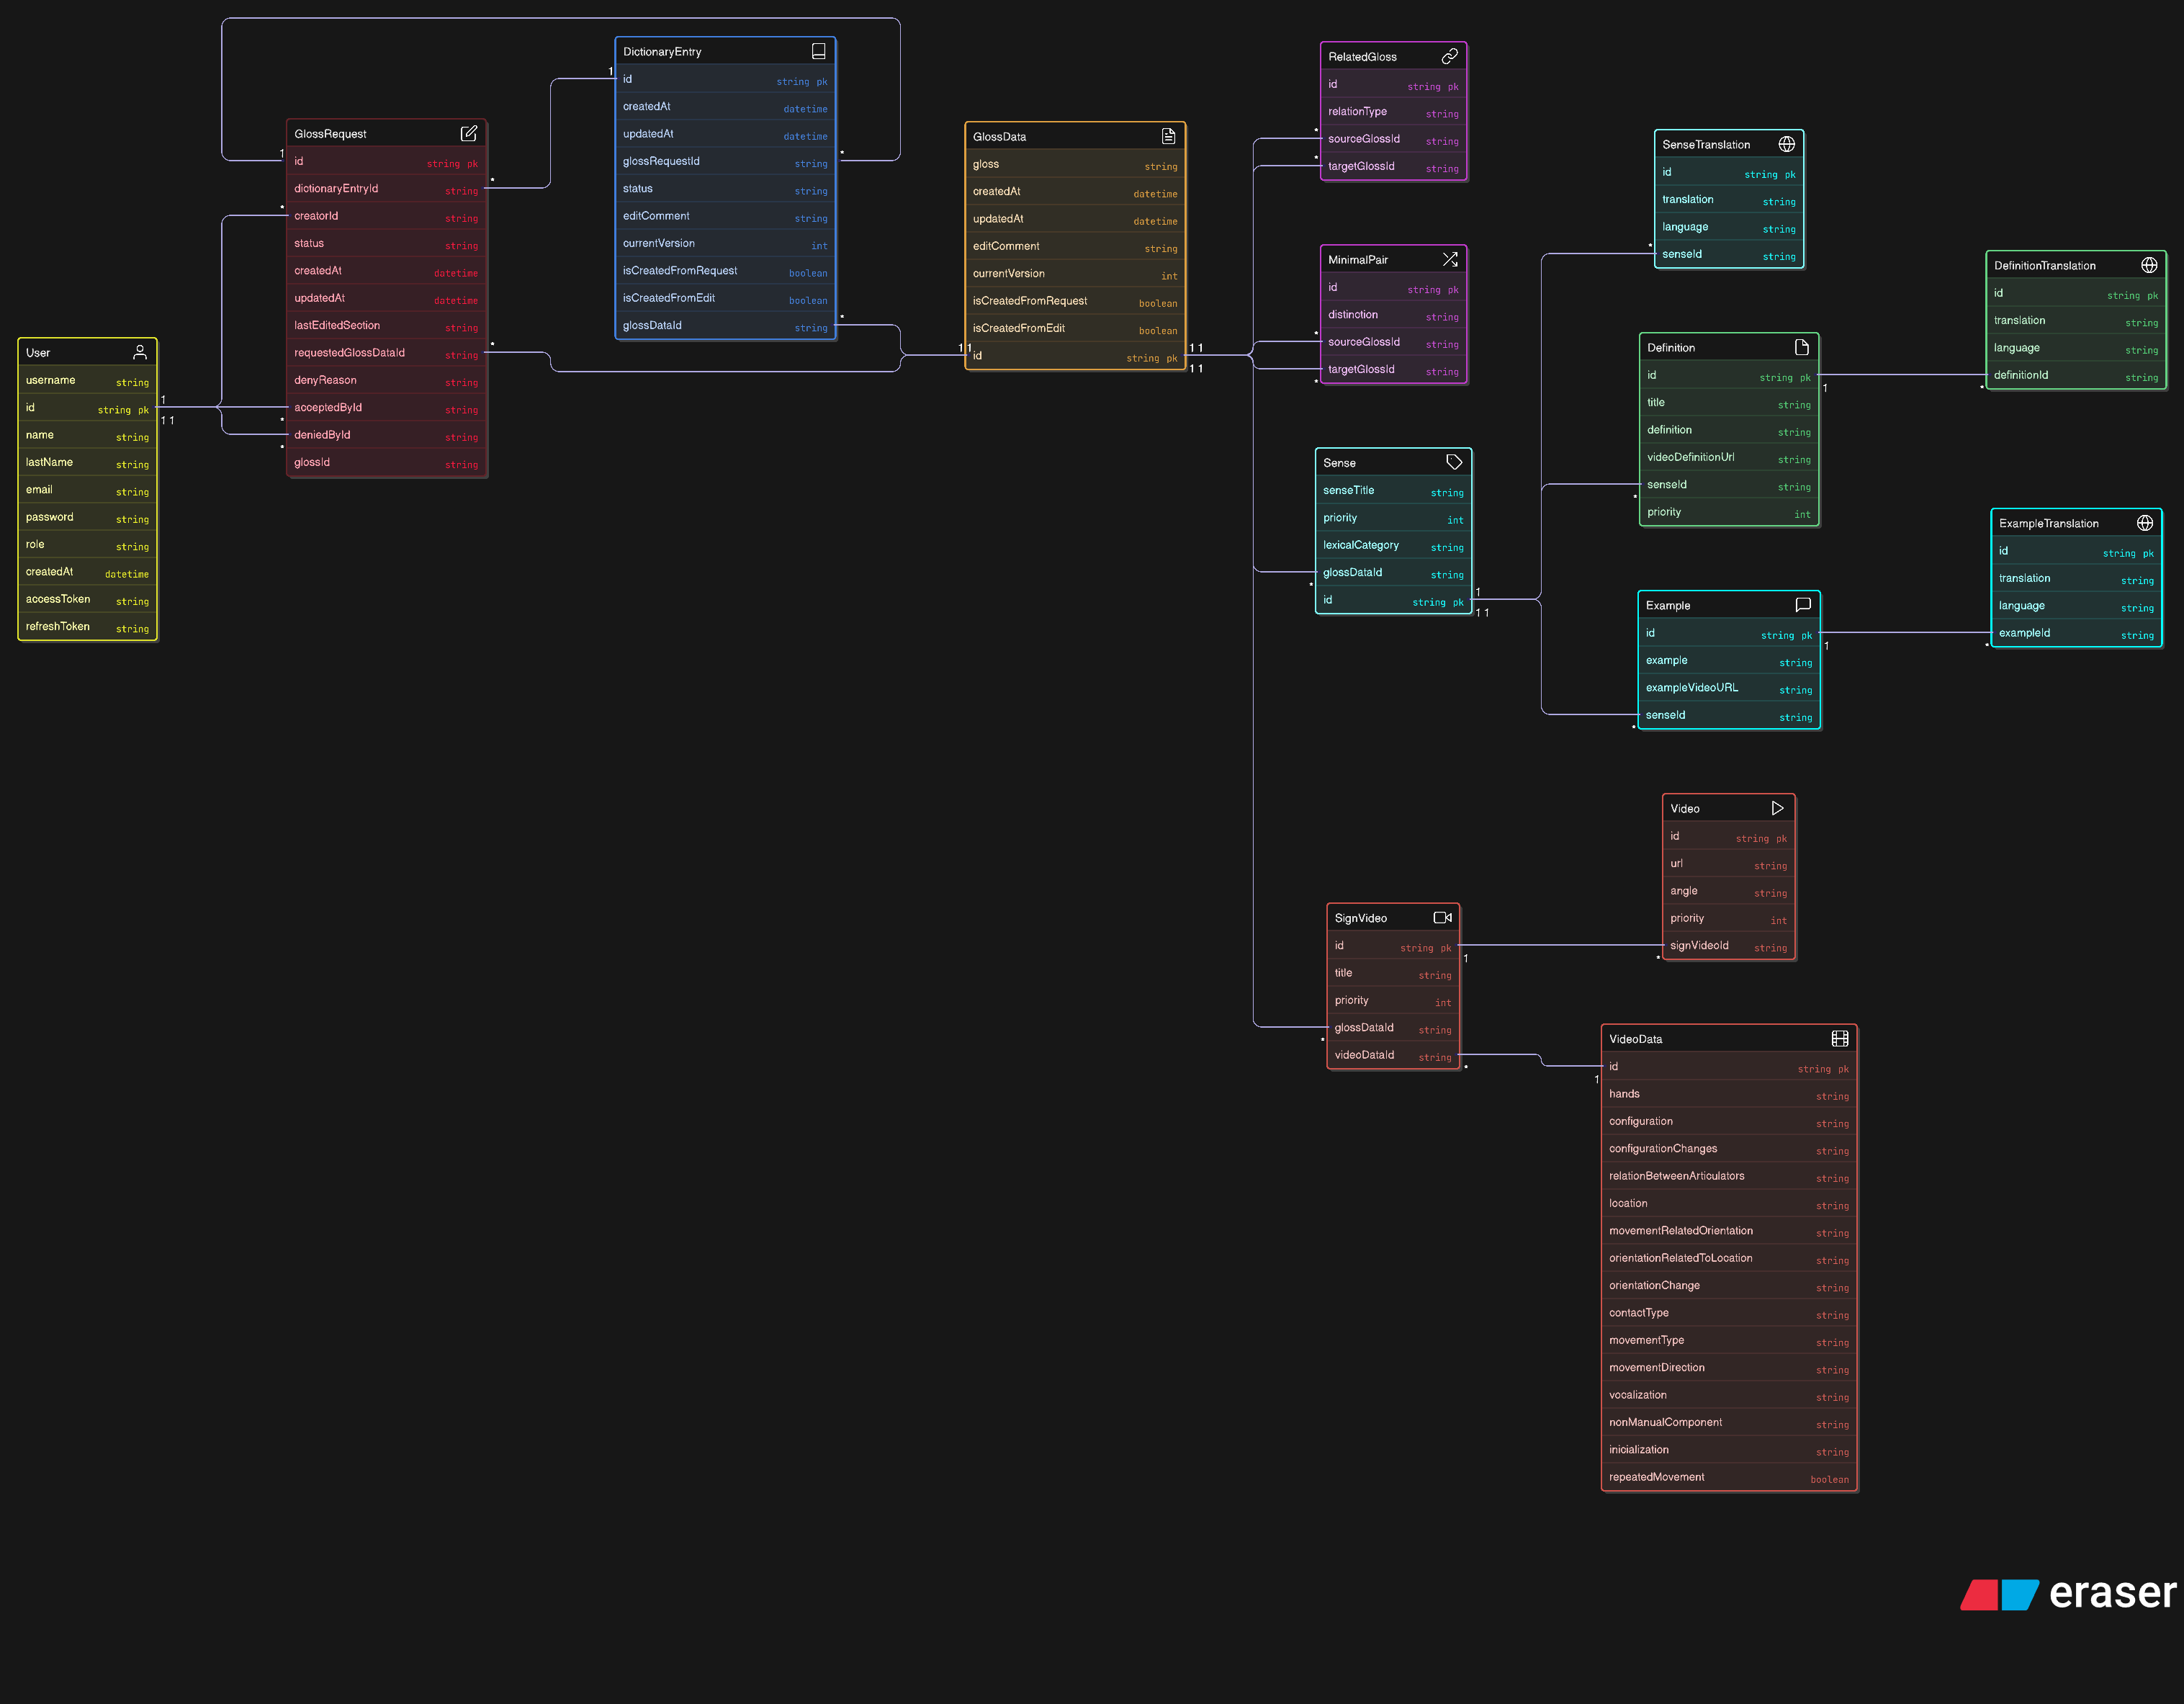 User
username string
id string pk
name string
lastName string
email string
password string
role string
createdAt datetime
accessToken string
refreshToken string
1
1 1
GlossRequest
id string pk
dictionaryEntryId string
creatorId string
status string
createdAt datetime
updatedAt datetime
lastEditedSection string
requestedGlossDataId string
denyReason string
acceptedById string
deniedById string
glossId string
1
*
*
*
*
*
DictionaryEntry
id string pk
createdAt datetime
updatedAt datetime
glossRequestId string
status string
editComment string
currentVersion int
isCreatedFromRequest boolean
isCreatedFromEdit boolean
glossDataId string
1
*
*
GlossData
gloss string
createdAt datetime
updatedAt datetime
editComment string
currentVersion int
isCreatedFromRequest boolean
isCreatedFromEdit boolean
id string pk
1 1
1 1
1 1
RelatedGloss
id string pk
relationType string
sourceGlossId string
targetGlossId string
*
*
MinimalPair
id string pk
distinction string
sourceGlossId string
targetGlossId string
*
*
Sense
senseTitle string
priority int
lexicalCategory string
glossDataId string
id string pk
*
1
1 1
SignVideo
id string pk
title string
priority int
glossDataId string
videoDataId string
1
*
*
SenseTranslation
id string pk
translation string
language string
senseId string
*
Definition
id string pk
title string
definition string
videoDefinitionUrl string
senseId string
priority int
1
*
Example
id string pk
example string
exampleVideoURL string
senseId string
1
*
Video
id string pk
url string
angle string
priority int
signVideoId string
*
VideoData
id string pk
hands string
configuration string
configurationChanges string
relationBetweenArticulators string
location string
movementRelatedOrientation string
orientationRelatedToLocation string
orientationChange string
contactType string
movementType string
movementDirection string
vocalization string
nonManualComponent string
inicialization string
repeatedMovement boolean
1
DefinitionTranslation
id string pk
translation string
language string
definitionId string
*
ExampleTranslation
id string pk
translation string
language string
exampleId string
*
eraser